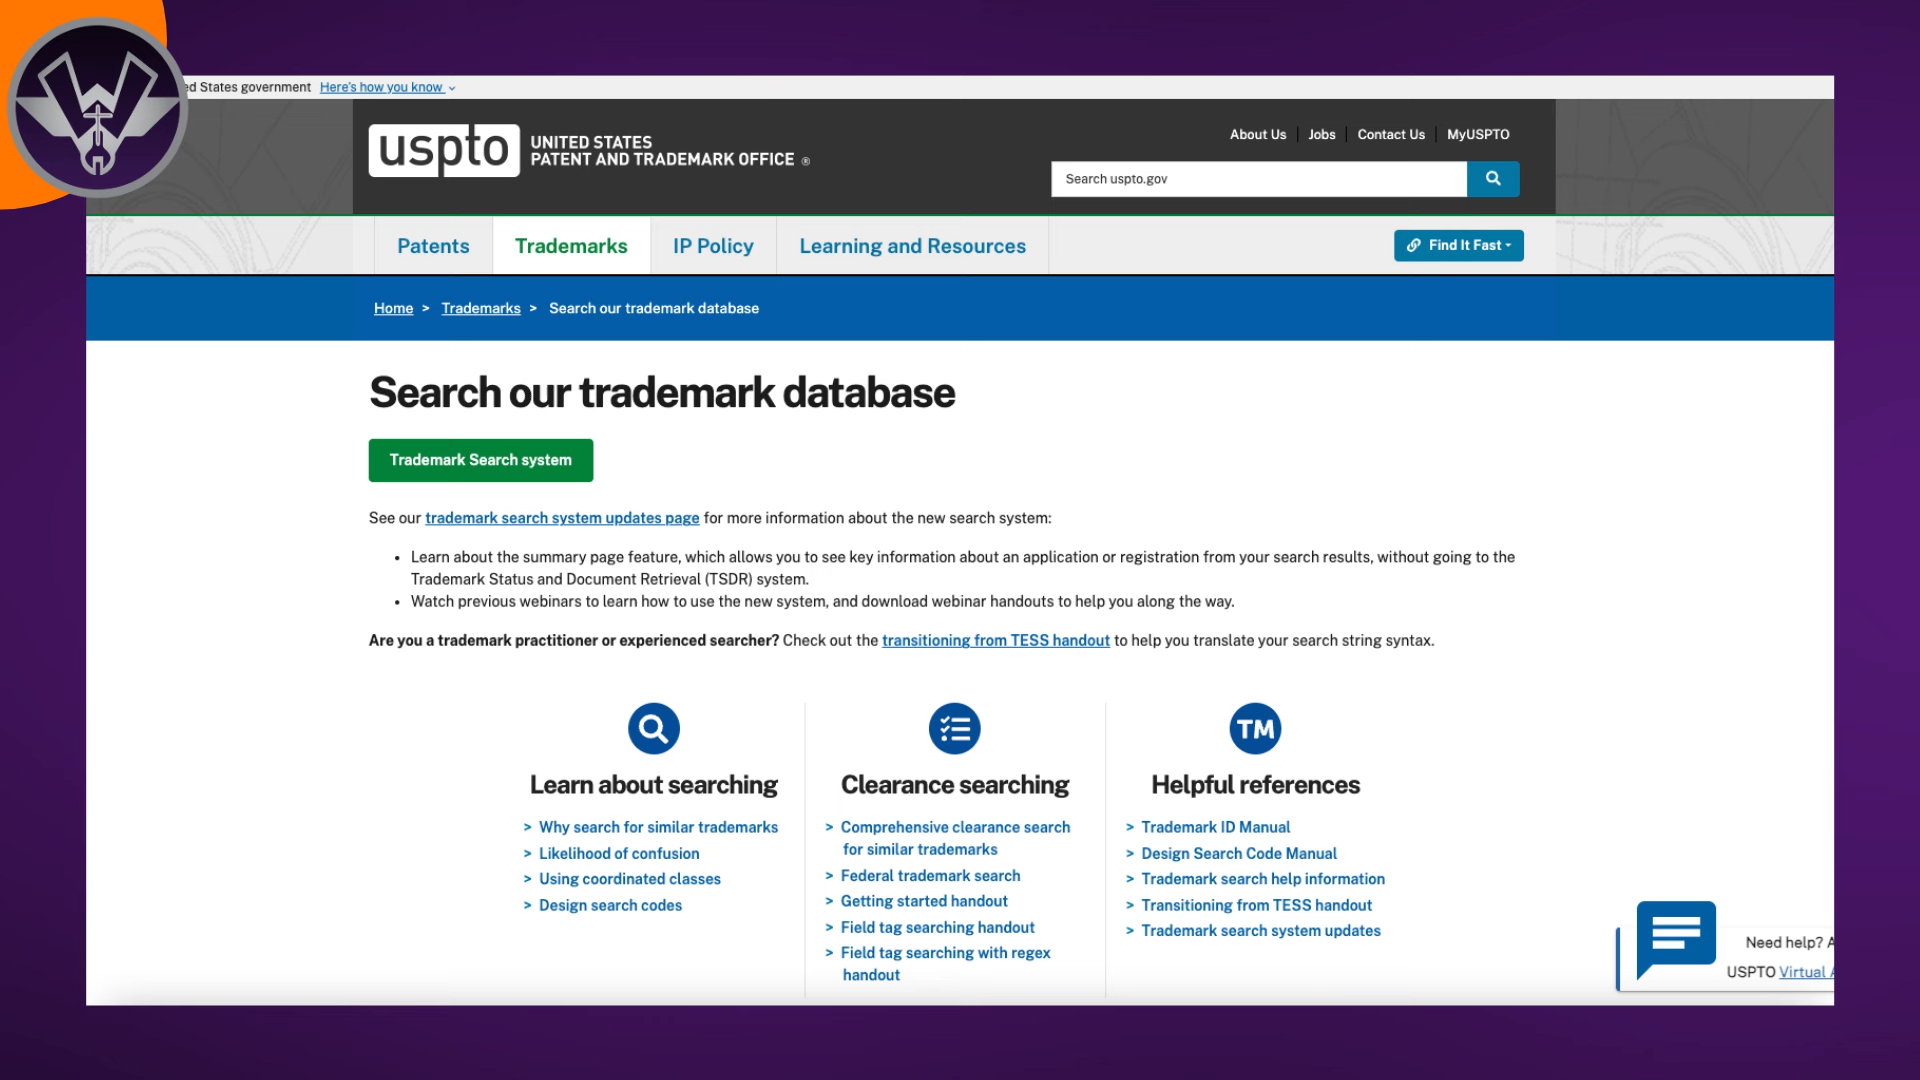 ed States government Here's how you know
uspto UNITED STATES
PATENT AND TRADEMARK OFFICE ®
About Us Jobs Contact Us MyUSPTO
Search uspto.gov
Patents Trademarks IP Policy Learning and Resources Find It Fast
Home > Trademarks > Search our trademark database
Search our trademark database
Trademark Search system
See our trademark search system updates page for more information about the new search system:
• Learn about the summary page feature, which allows you to see key information about an application or registration from your search results, without going to the
Trademark Status and Document Retrieval (TSDR) system.
• Watch previous webinars to learn how to use the new system, and download webinar handouts to help you along the way.
Are you a trademark practitioner or experienced searcher? Check out the transitioning from TESS handout to help you translate your search string syntax.
Learn about searching
> Why search for similar trademarks
> Likelihood of confusion
> Using coordinated classes
> Design search codes
Clearance searching
> Comprehensive clearance search
for similar trademarks
> Federal trademark search
> Getting started handout
> Field tag searching handout
> Field tag searching with regex
handout
TM
Helpful references
> Trademark ID Manual
> Design Search Code Manual
> Trademark search help information
> Transitioning from TESS handout
> Trademark search system updates
Need help? A
USPTO Virtual A